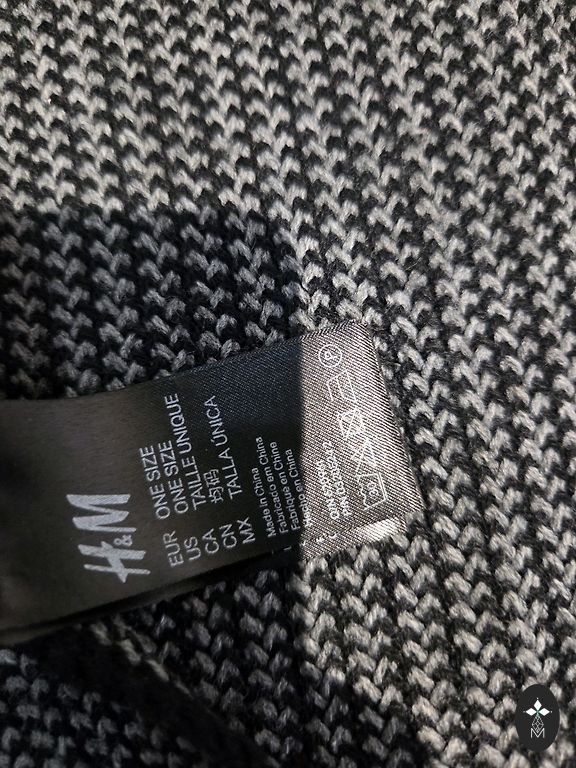 H&M
EUR ONE SIZE
US ONE SIZE
CA TAILLE UNIQUE
CN 均码
MX TALLA ÚNICA
Made in China
Fabricado en China
Fabriqué en Chine
Hecho en China